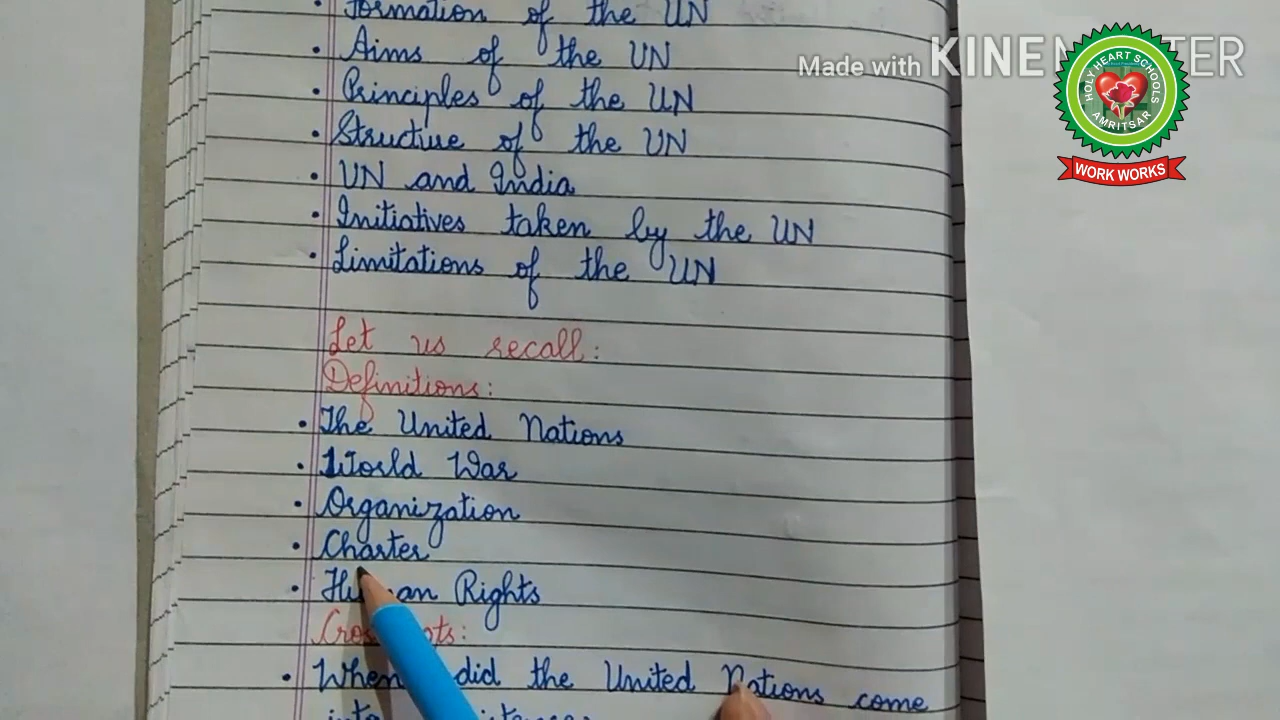 Formation of the UN
• Aims of the UN
• Principles of the UN
• Structure of the UN
• UN and India
• Initiatives taken by the UN
• Limitations of the UN
Let us recall:
Definitions:
• The United Nations
• World War
• Organization
• Charter
• Human Rights
• When did the United Nations come
into
Made with KINEMASTER
HOLY HEART SCHOOLS
AMRITSAR
WORK WORKS